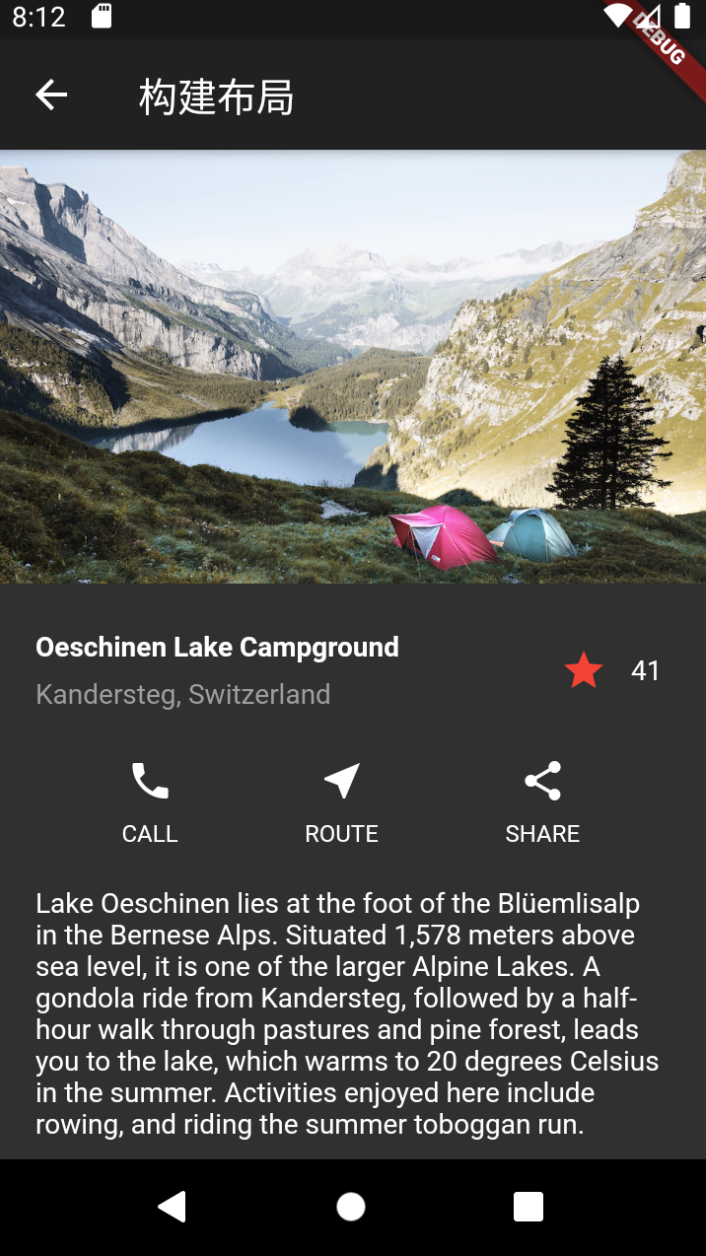 8:12
DEBUG
构建布局
Oeschinen Lake Campground
Kandersteg, Switzerland
41
CALL ROUTE SHARE
Lake Oeschinen lies at the foot of the Blüemlisalp
in the Bernese Alps. Situated 1,578 meters above
sea level, it is one of the larger Alpine Lakes. A
gondola ride from Kandersteg, followed by a half-
hour walk through pastures and pine forest, leads
you to the lake, which warms to 20 degrees Celsius
in the summer. Activities enjoyed here include
rowing, and riding the summer toboggan run.